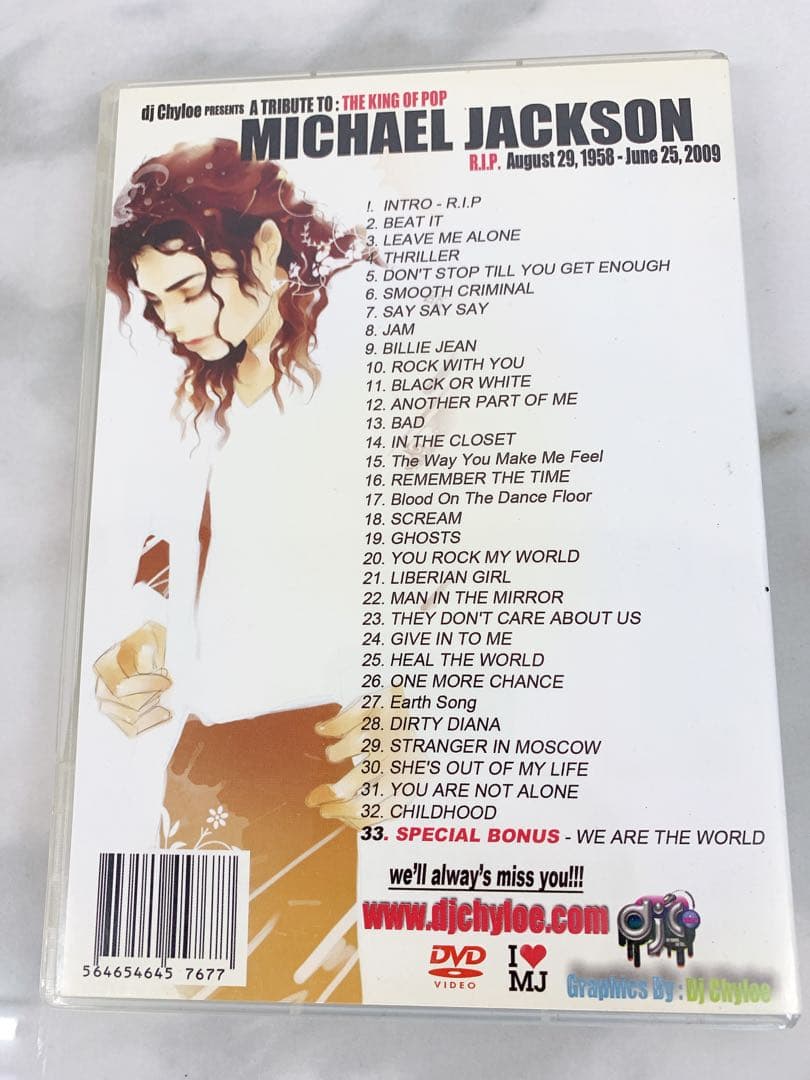 dj Chyloe PRESENTS A TRIBUTE TO : THE KING OF POP
MICHAEL JACKSON
R.I.P. August 29, 1958 - June 25, 2009
1. INTRO - R.I.P
2. BEAT IT
3. LEAVE ME ALONE
4. THRILLER
5. DON'T STOP TILL YOU GET ENOUGH
6. SMOOTH CRIMINAL
7. SAY SAY SAY
8. JAM
9. BILLIE JEAN
10. ROCK WITH YOU
11. BLACK OR WHITE
12. ANOTHER PART OF ME
13. BAD
14. IN THE CLOSET
15. The Way You Make Me Feel
16. REMEMBER THE TIME
17. Blood On The Dance Floor
18. SCREAM
19. GHOSTS
20. YOU ROCK MY WORLD
21. LIBERIAN GIRL
22. MAN IN THE MIRROR
23. THEY DON'T CARE ABOUT US
24. GIVE IN TO ME
25. HEAL THE WORLD
26. ONE MORE CHANCE
27. Earth Song
28. DIRTY DIANA
29. STRANGER IN MOSCOW
30. SHE'S OUT OF MY LIFE
31. YOU ARE NOT ALONE
32. CHILDHOOD
33. SPECIAL BONUS - WE ARE THE WORLD
we'll alway's miss you!!!
www.djchyloe.com
dj'c
DVD VIDEO
I ♥ MJ
Graphics By : Dj Chyloe
564654645 7677